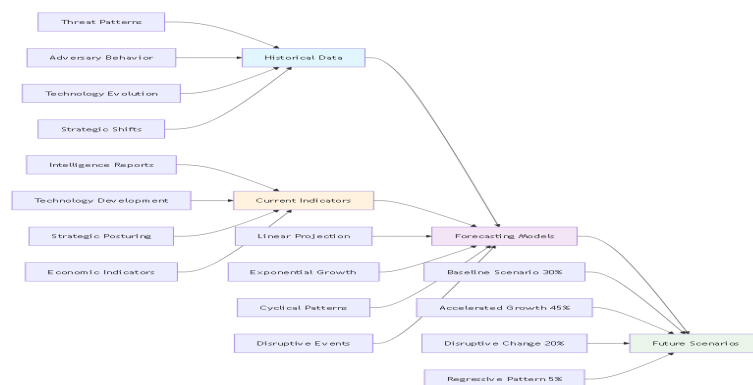 Threat Patterns
Adversary Behavior
Historical Data
Technology Evolution
Strategic Shifts
Intelligence Reports
Technology Development
Current Indicators
Strategic Posturing
Linear Projection
Forecasting Models
Economic Indicators
Exponential Growth
Baseline Scenario 30%
Cyclical Patterns
Accelerated Growth 45%
Disruptive Events
Disruptive Change 20%
Future Scenarios
Regressive Pattern 5%